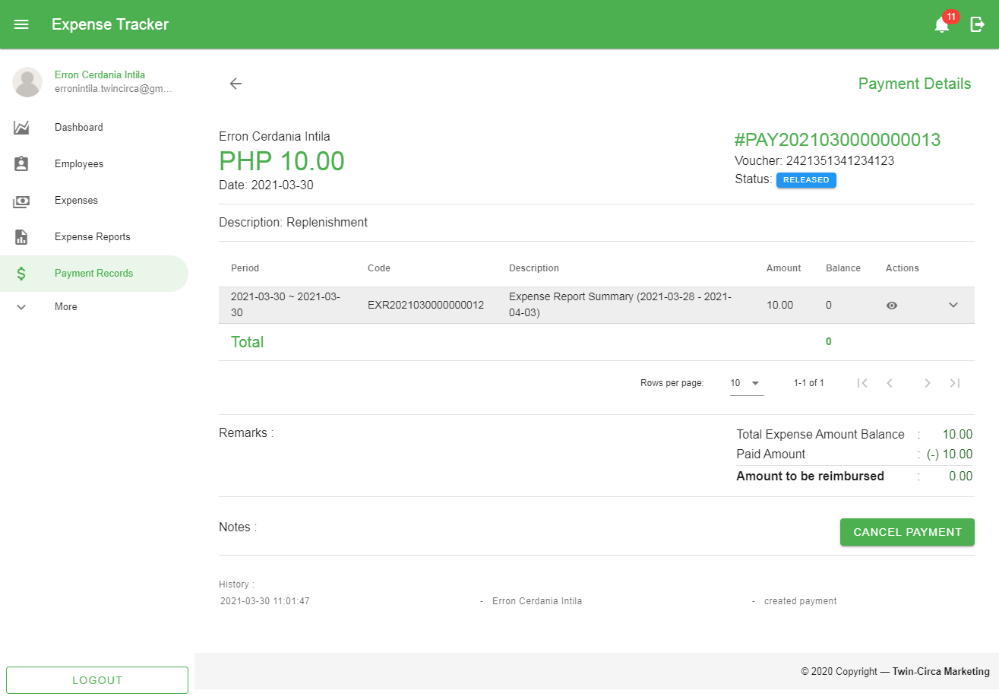 Expense Tracker
11
Erron Cerdania Intila
erronintila.twincirca@gm...
Dashboard
Employees
Expenses
Expense Reports
Payment Records
More
LOGOUT
Payment Details
Erron Cerdania Intila
PHP 10.00
Date: 2021-03-30
#PAY2021030000000013
Voucher: 2421351341234123
Status: RELEASED
Description: Replenishment
Period Code Description Amount Balance Actions
2021-03-30 ~ 2021-03-
30
EXR2021030000000012
Expense Report Summary (2021-03-28 - 2021-
04-03)
10.00
0
Total 0
Rows per page: 10 1-1 of 1
Remarks :
Total Expense Amount Balance : 10.00
Paid Amount : (-) 10.00
Amount to be reimbursed : 0.00
Notes :
CANCEL PAYMENT
History :
2021-03-30 11:01:47 - Erron Cerdania Intila - created payment
© 2020 Copyright — Twin-Circa Marketing